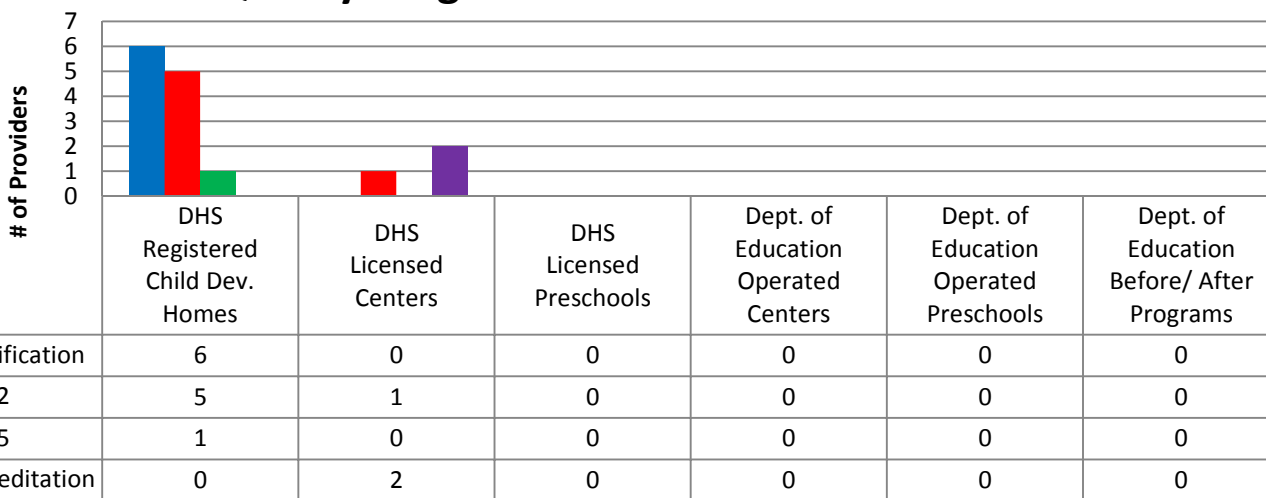 7
6
5
4
3
2
1
0
# of Providers
DHS
Registered
Child Dev.
Homes
DHS
Licensed
Centers
DHS
Licensed
Preschools
Dept. of
Education
Operated
Centers
Dept. of
Education
Operated
Preschools
Dept. of
Education
Before/ After
Programs
ification 6 0 0 0 0 0
2 5 1 0 0 0 0
5 1 0 0 0 0 0
editation 0 2 0 0 0 0